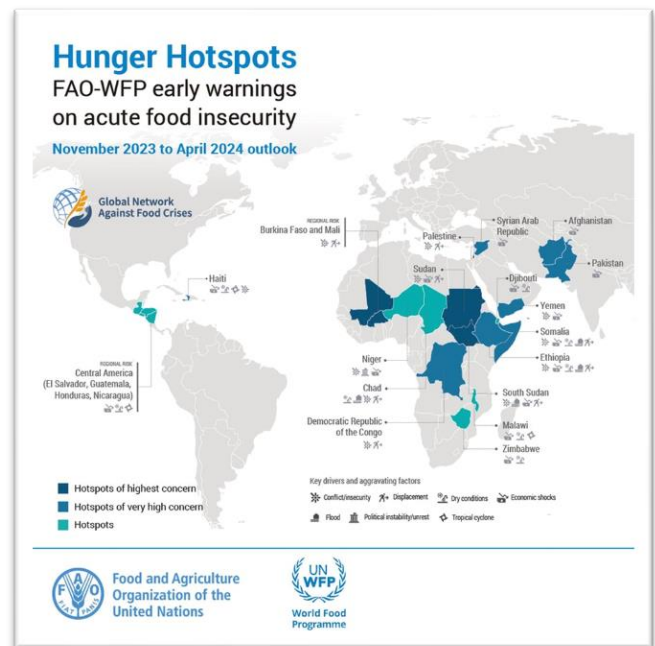 Hunger Hotspots
FAO-WFP early warnings
on acute food insecurity
November 2023 to April 2024 outlook
Global Network
Against Food Crises
REGIONAL RISK
Burkina Faso and Mali
Palestine
Syrian Arab
Republic
Afghanistan
Pakistan
Haiti
Sudan
Djibouti
Yemen
Somalia
Ethiopia
REGIONAL RISK
Central America
(El Salvador, Guatemala,
Honduras, Nicaragua)
Niger
Chad
Democratic Republic
of the Congo
South Sudan
Malawi
Zimbabwe
Hotspots of highest concern
Hotspots of very high concern
Hotspots
Key drivers and aggravating factors
Conflict/insecurity
Displacement
Dry conditions
Economic shocks
Flood
Political instability/unrest
Tropical cyclone
F A O
FIAT PANIS
Food and Agriculture
Organization of the
United Nations
UN
WFP
World Food
Programme